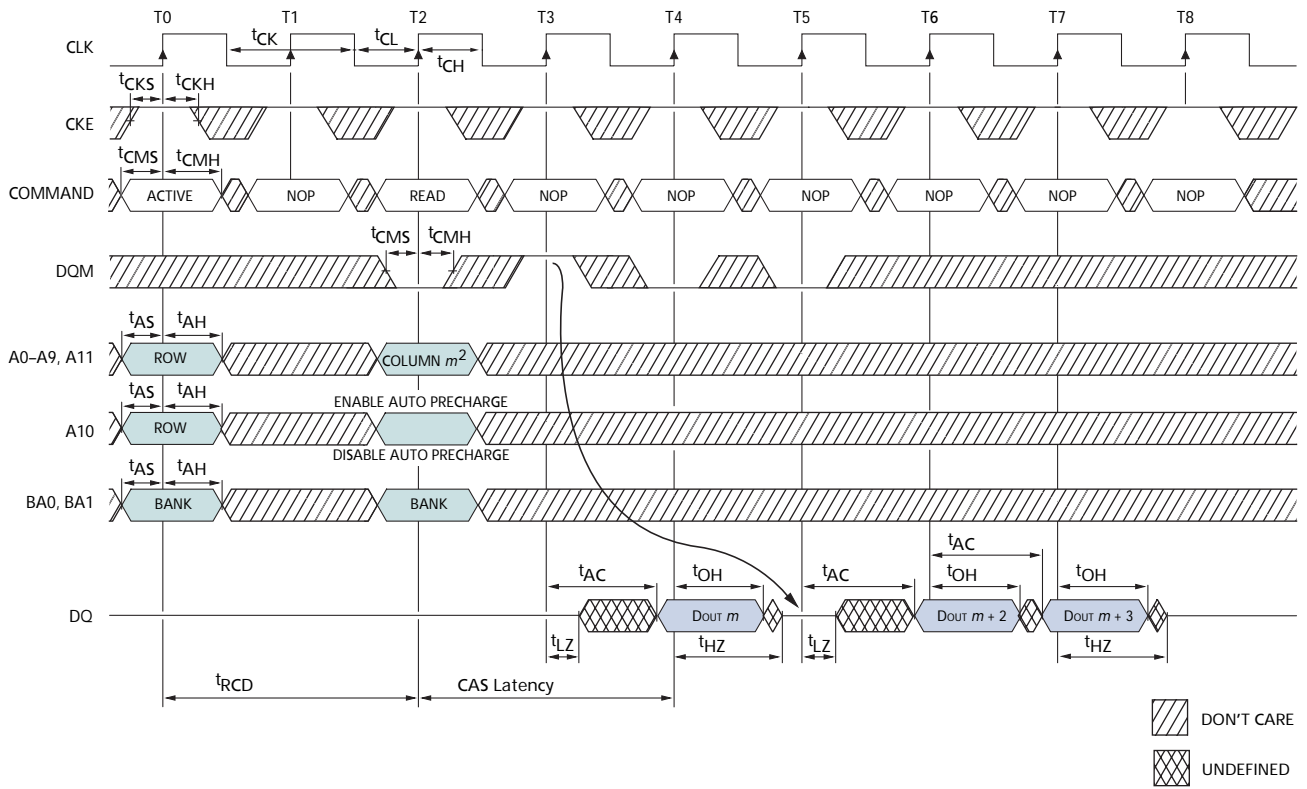 T0 T1 T2 T3 T4 T5 T6 T7 T8
CLK
tCK tCL
tCH
tCKS tCKH
CKE
tCMS tCMH
COMMAND ACTIVE NOP READ NOP NOP NOP NOP NOP NOP
tCMS tCMH
DQM
tAS tAH
A0–A9, A11 ROW COLUMN m2
tAS tAH ENABLE AUTO PRECHARGE
A10 ROW
DISABLE AUTO PRECHARGE
tAS tAH
BA0, BA1 BANK BANK
tAC
tAC tOH tAC tOH tOH
DQ DOUT m DOUT m + 2 DOUT m + 3
tLZ tHZ tLZ tHZ
tRCD CAS Latency
DON'T CARE
UNDEFINED